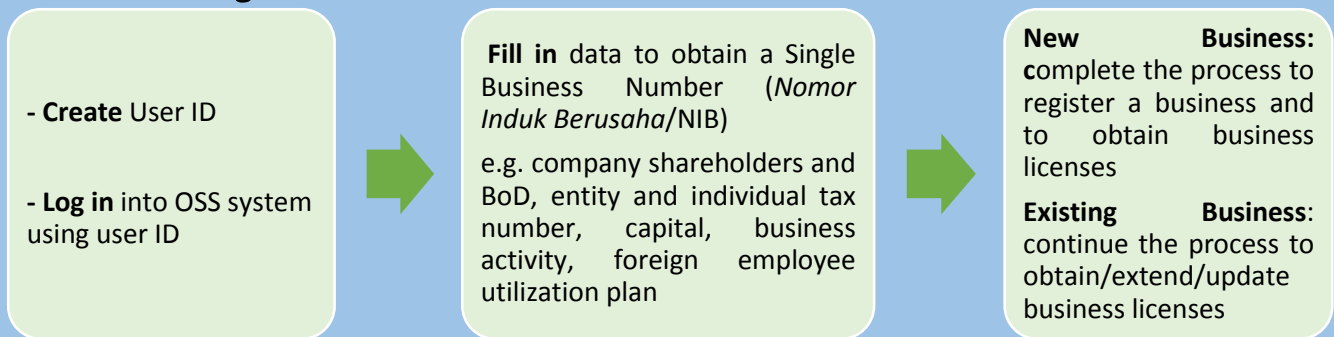 - Create User ID
- Log in into OSS system
using user ID
Fill in data to obtain a Single
Business Number (Nomor
Induk Berusaha/NIB)
e.g. company shareholders and
BoD, entity and individual tax
number, capital, business
activity, foreign employee
utilization plan
New Business:
complete the process to
register a business and
to obtain business
licenses
Existing Business:
continue the process to
obtain/extend/update
business licenses